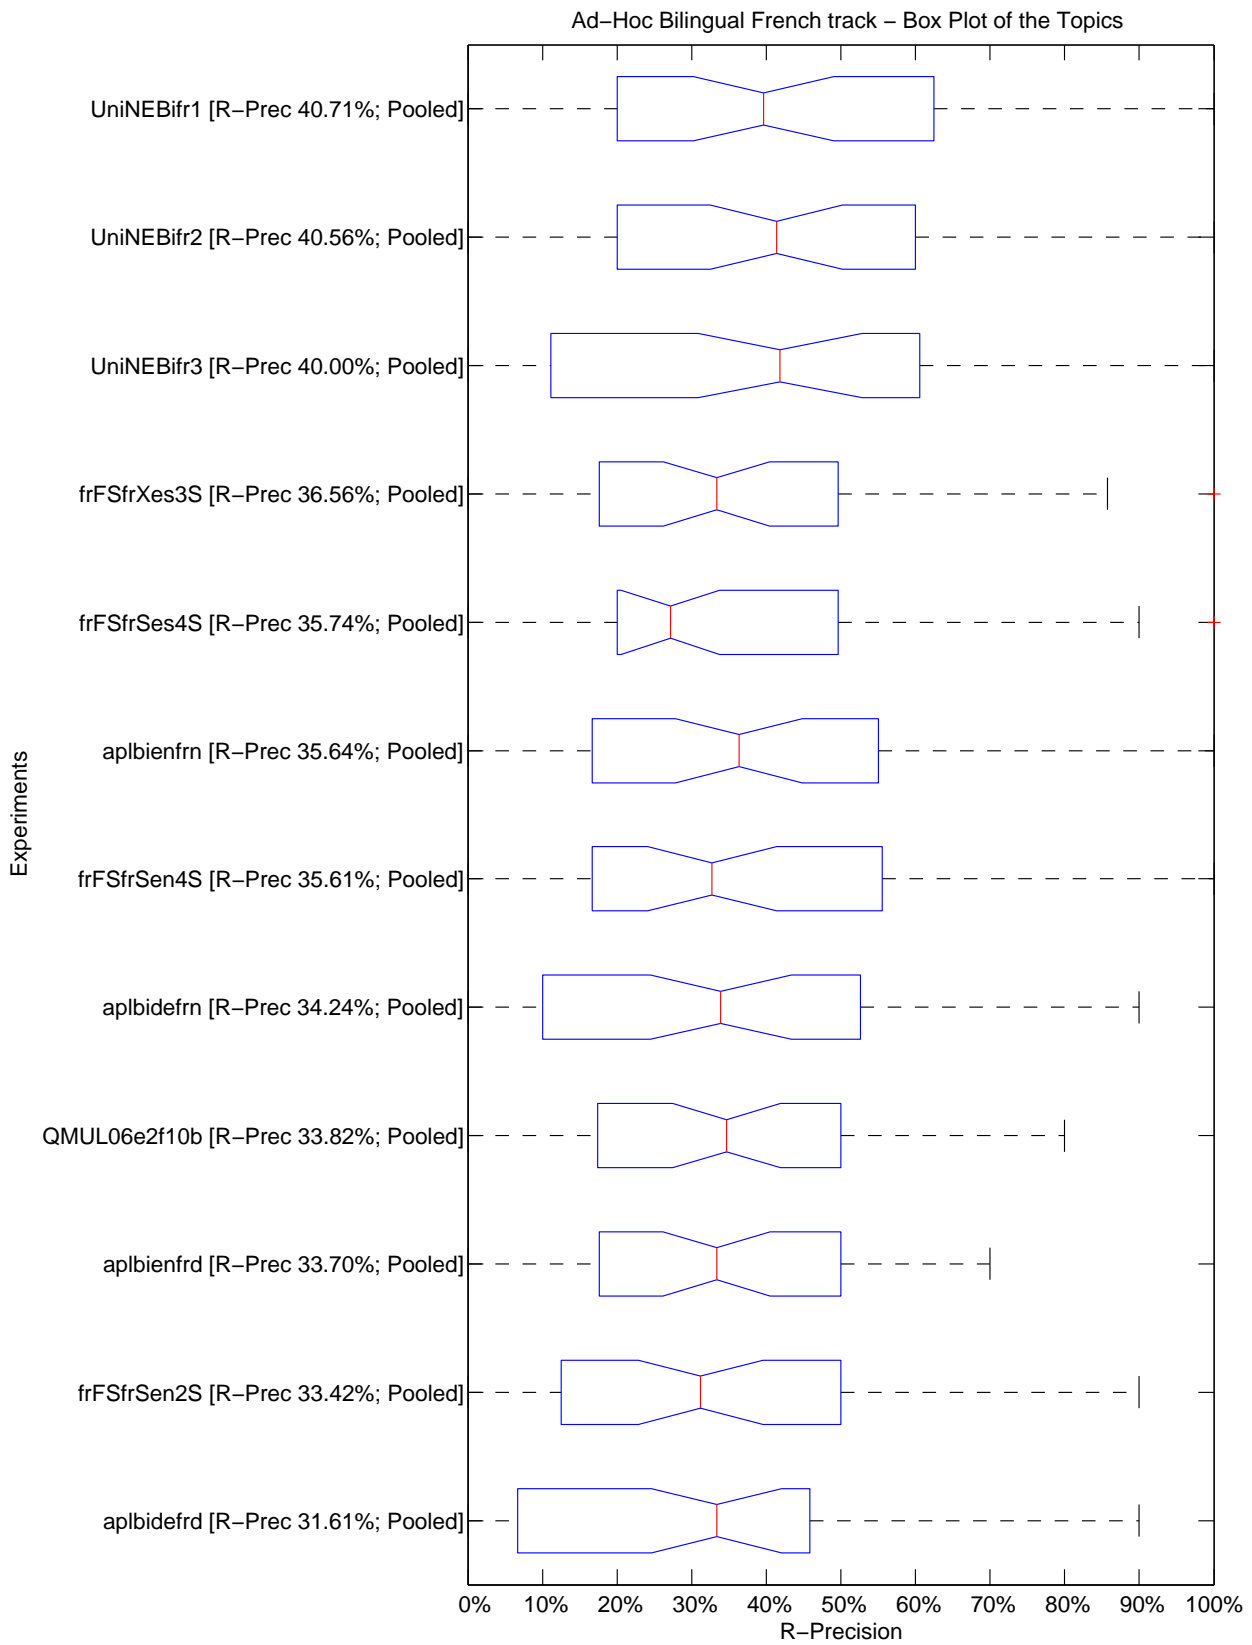 Ad−Hoc Bilingual French track − Box Plot of the Topics
UniNEBifr1 [R−Prec 40.71%; Pooled]
UniNEBifr2 [R−Prec 40.56%; Pooled]
UniNEBifr3 [R−Prec 40.00%; Pooled]
frFSfrXes3S [R−Prec 36.56%; Pooled]
frFSfrSes4S [R−Prec 35.74%; Pooled]
aplbienfrn [R−Prec 35.64%; Pooled]
frFSfrSen4S [R−Prec 35.61%; Pooled]
aplbidefrn [R−Prec 34.24%; Pooled]
QMUL06e2f10b [R−Prec 33.82%; Pooled]
aplbienfrd [R−Prec 33.70%; Pooled]
frFSfrSen2S [R−Prec 33.42%; Pooled]
aplbidefrd [R−Prec 31.61%; Pooled]
Experiments
0% 10% 20% 30% 40% 50% 60% 70% 80% 90% 100%
R−Precision